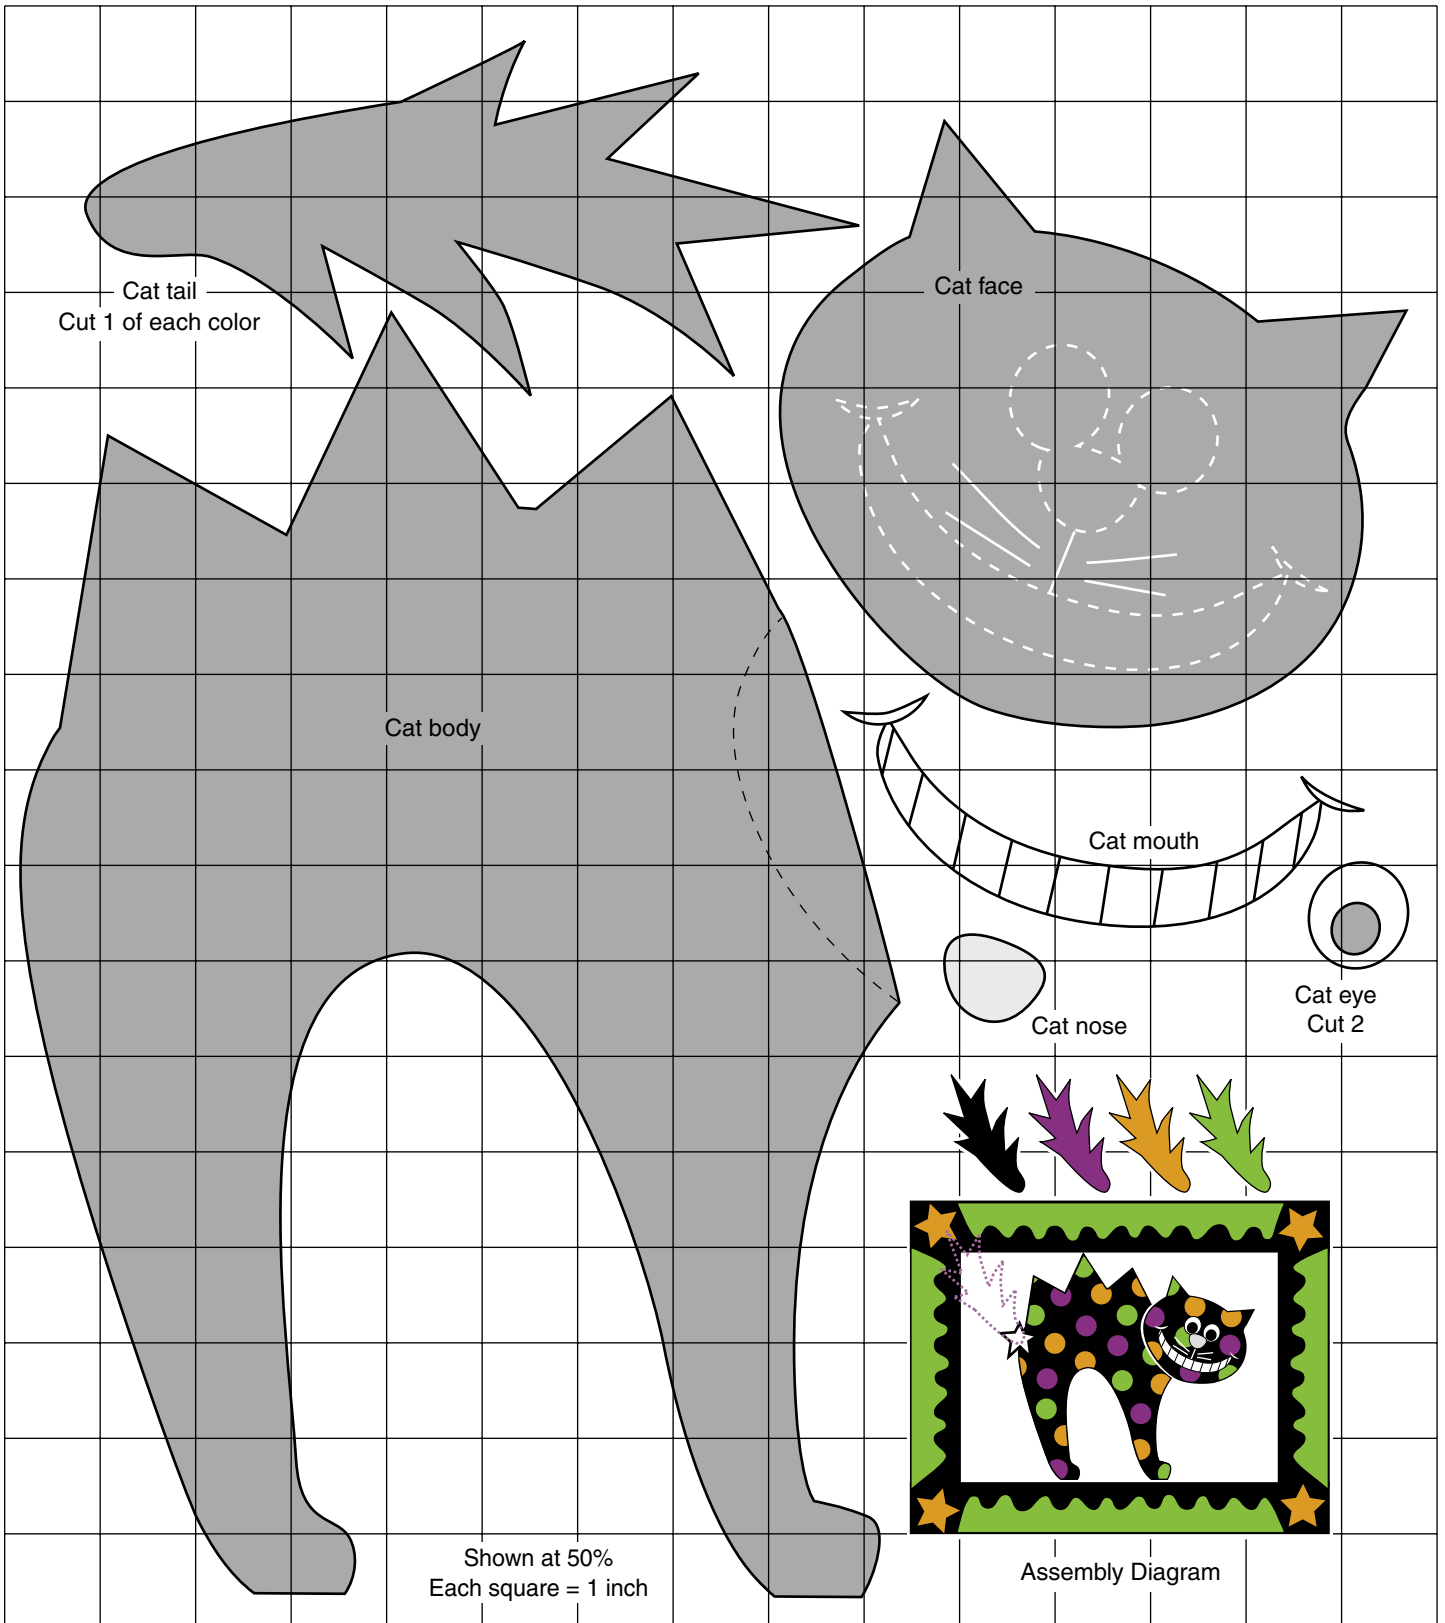 Cat tail
Cut 1 of each color
Cat face
Cat body
Cat mouth
Cat eye
Cut 2
Cat nose
Shown at 50%
Each square = 1 inch
Assembly Diagram